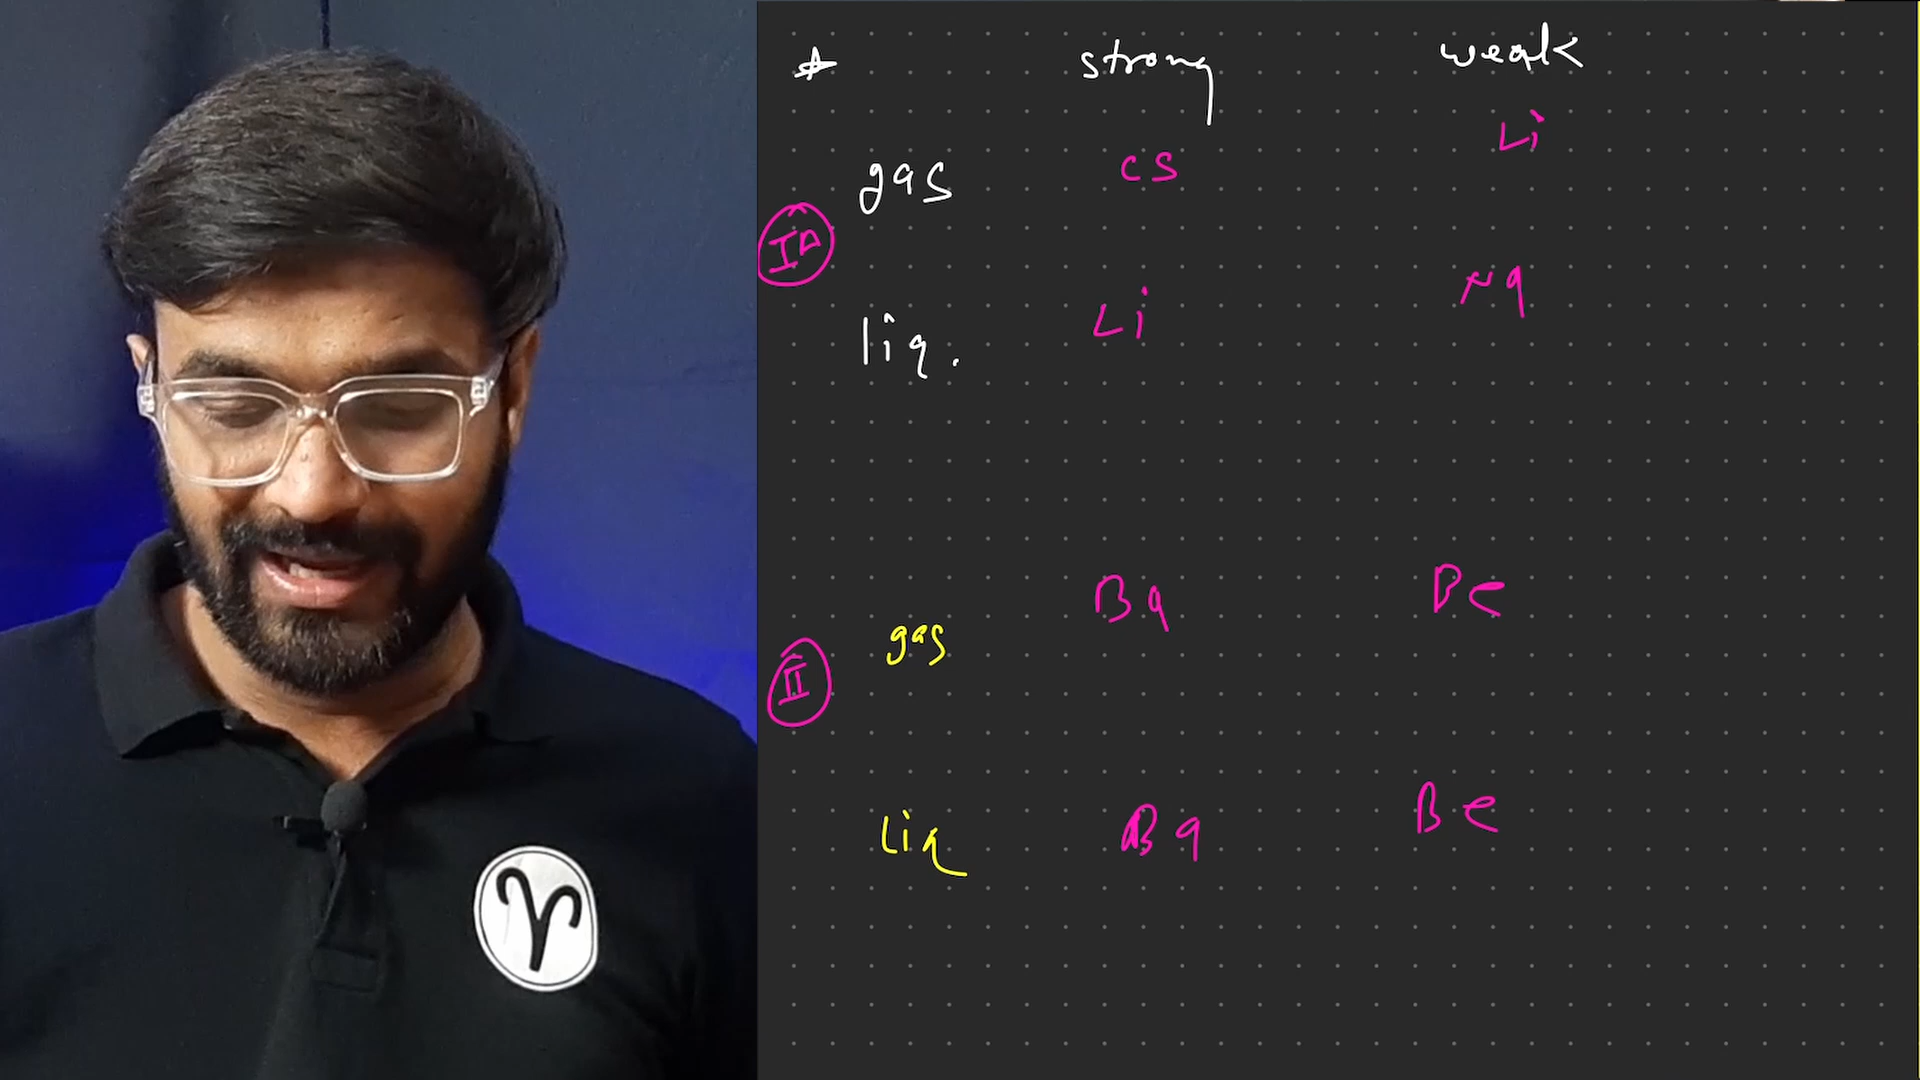 ☆ strong weak
gas Cs Li
IA
liq. Li Na
gas Ba Be
II
Liq Ba Be